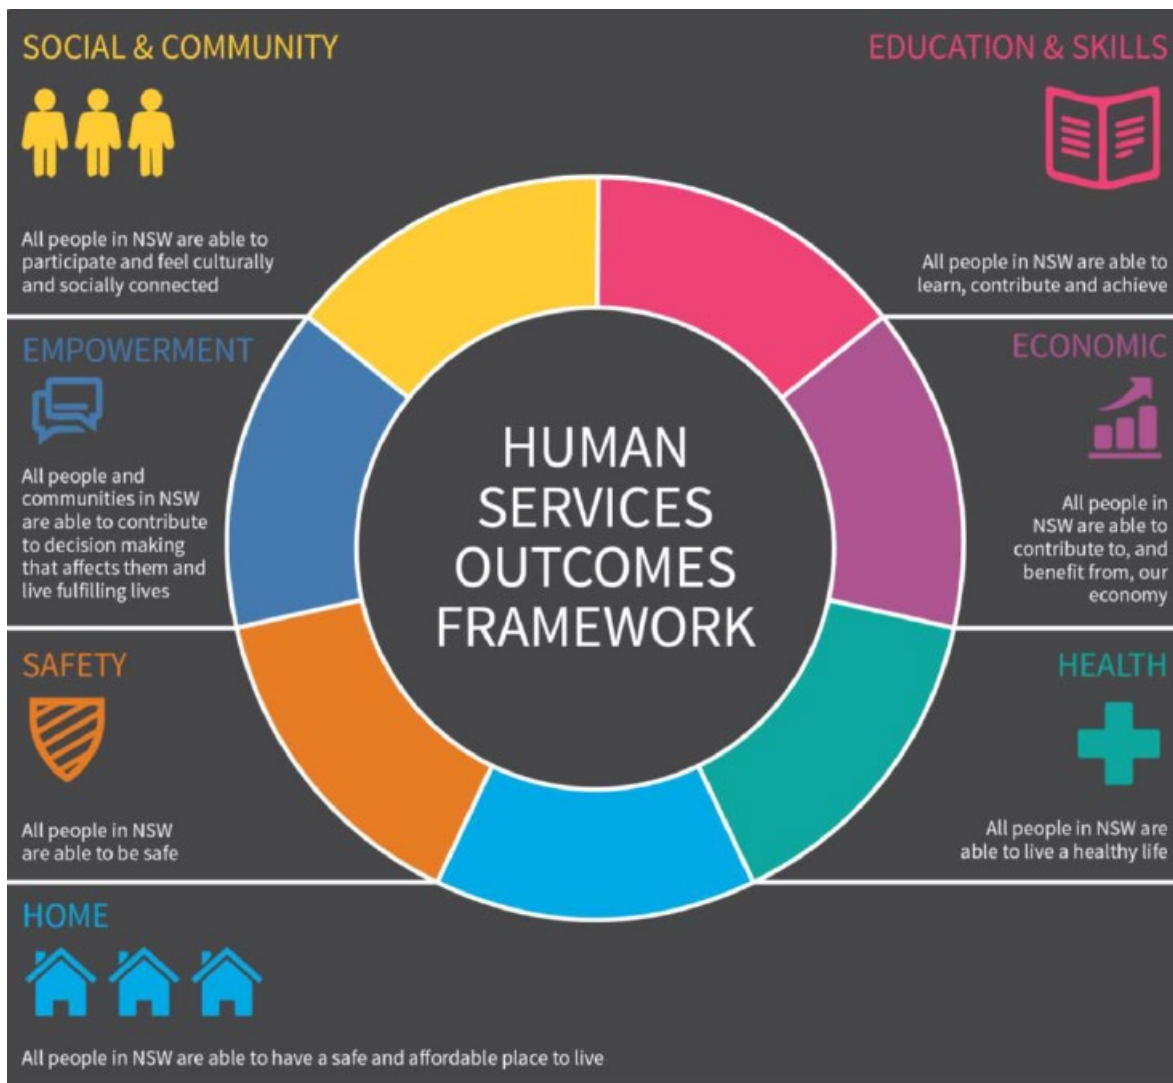 SOCIAL & COMMUNITY
All people in NSW are able to
participate and feel culturally
and socially connected
EDUCATION & SKILLS
All people in NSW are able to
learn, contribute and achieve
EMPOWERMENT
All people and
communities in NSW
are able to contribute
to decision making
that affects them and
live fulfilling lives
HUMAN
SERVICES
OUTCOMES
FRAMEWORK
ECONOMIC
All people in
NSW are able to
contribute to, and
benefit from, our
economy
SAFETY
All people in NSW
are able to be safe
HEALTH
All people in NSW are
able to live a healthy life
HOME
All people in NSW are able to have a safe and affordable place to live